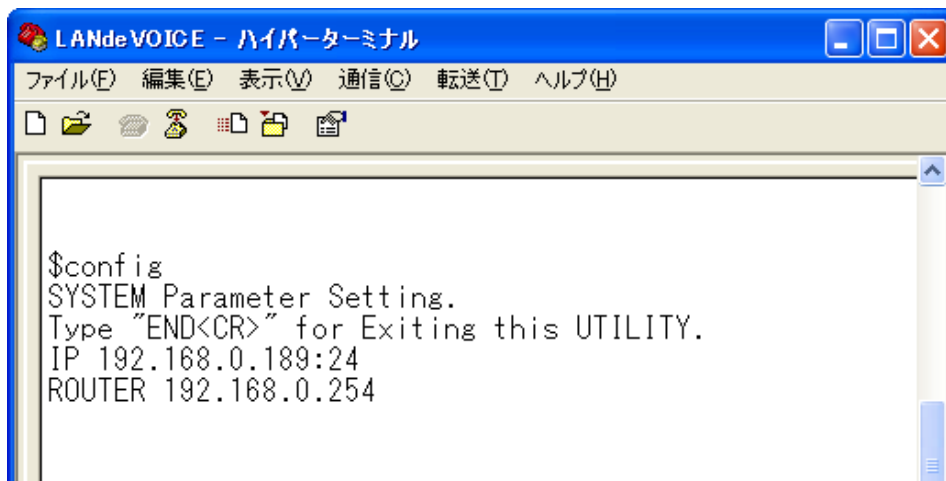 LANdeVOICE - ハイパーターミナル
ファイル(F) 編集(E) 表示(V) 通信(C) 転送(T) ヘルプ(H)
$config
SYSTEM Parameter Setting.
Type "END<CR>" for Exiting this UTILITY.
IP 192.168.0.189:24
ROUTER 192.168.0.254